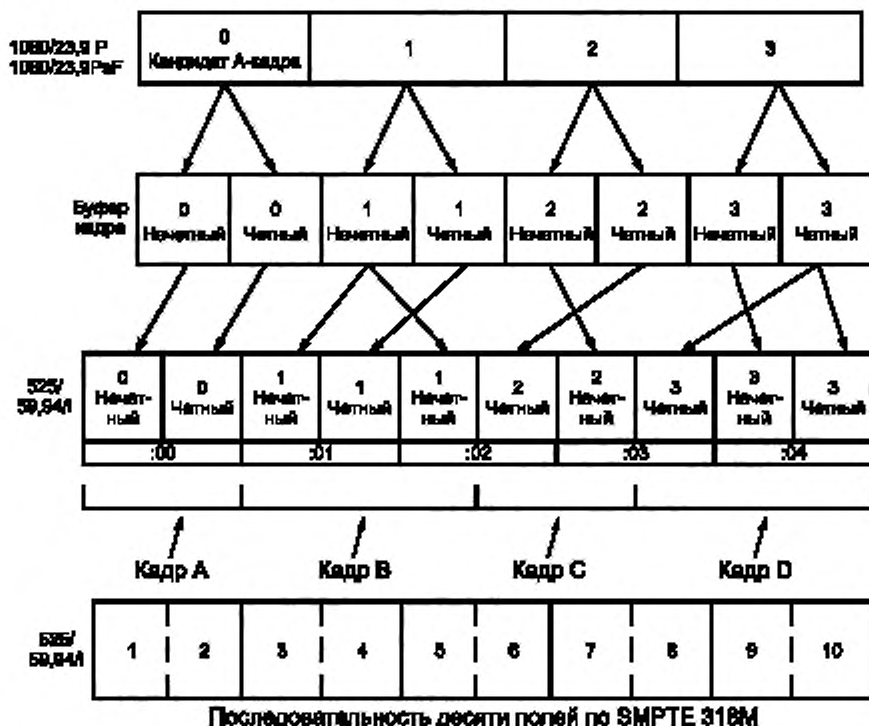 1080/23,9 P
1080/23,9PsF
0
Кандидат А-кадра
1
2
3
Буфер
кадра
0
Нечетный
0
Четный
1
Нечетный
1
Четный
2
Нечетный
2
Четный
3
Нечетный
3
Четный
525/
59,94/I
0
Нечет-
ный
0
Четный
1
Нечет-
ный
1
Четный
1
Нечет-
ный
2
Четный
2
Нечет-
ный
3
Четный
3
Нечет-
ный
3
Четный
:00
:01
:02
:03
:04
Кадр A
Кадр B
Кадр C
Кадр D
525/
59,94/I
1
2
3
4
5
6
7
8
9
10
Последовательность десяти полей по SMPTE 318M